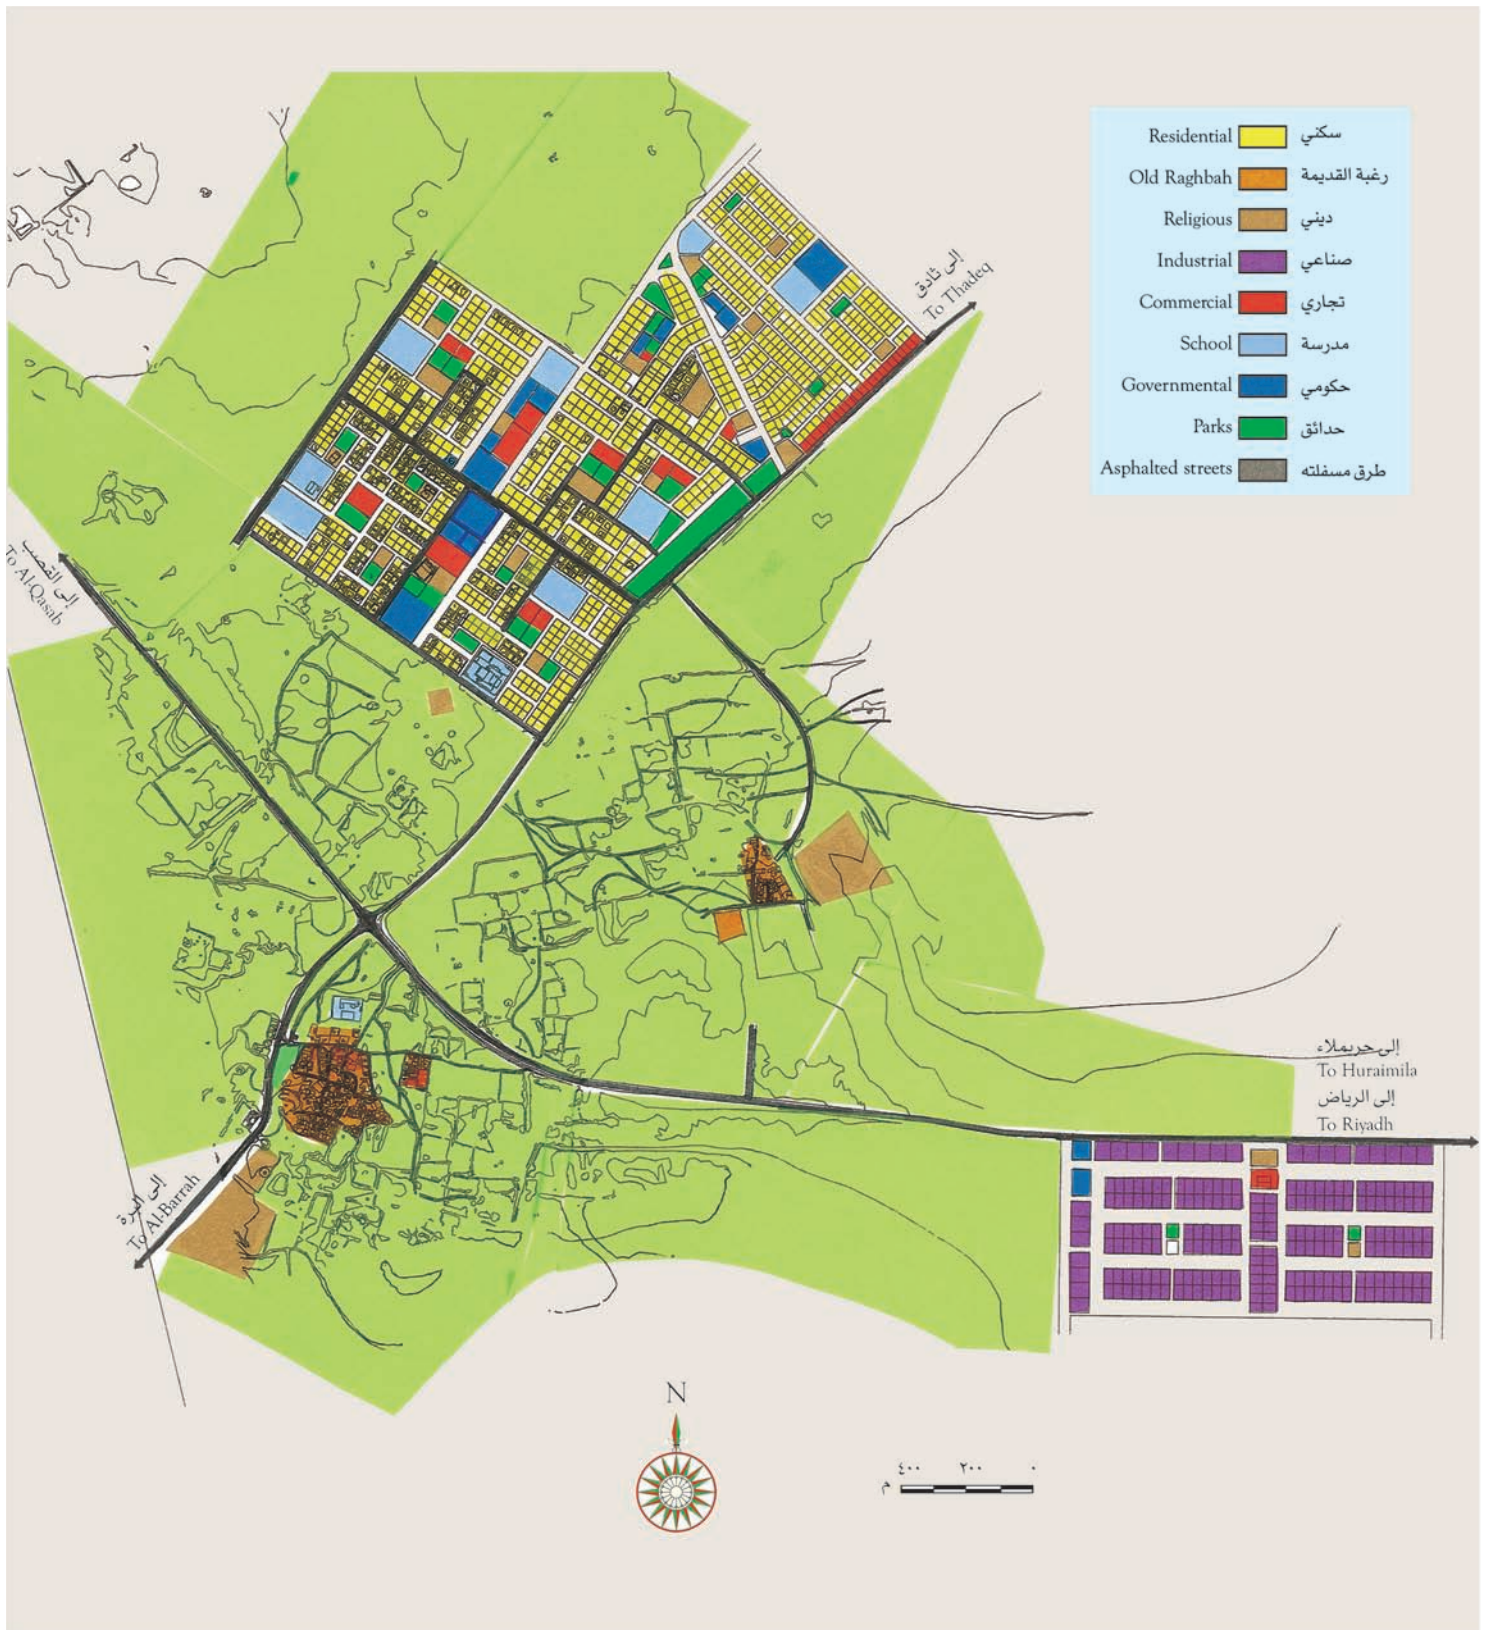 Residential سكني
Old Raghbah رغبة القديمة
Religious ديني
Industrial صناعي
Commercial تجاري
School مدرسة
Governmental حكومي
Parks حدائق
Asphalted streets طرق مسفلته
إلى ثادق
To Thadeq
إلى القصب
To Al-Qasab
إلى حريملاء
To Huraimila
إلى الرياض
To Riyadh
إلى البرة
To Al-Barrah
N
٤٠٠ ٢٠٠ ٠
م